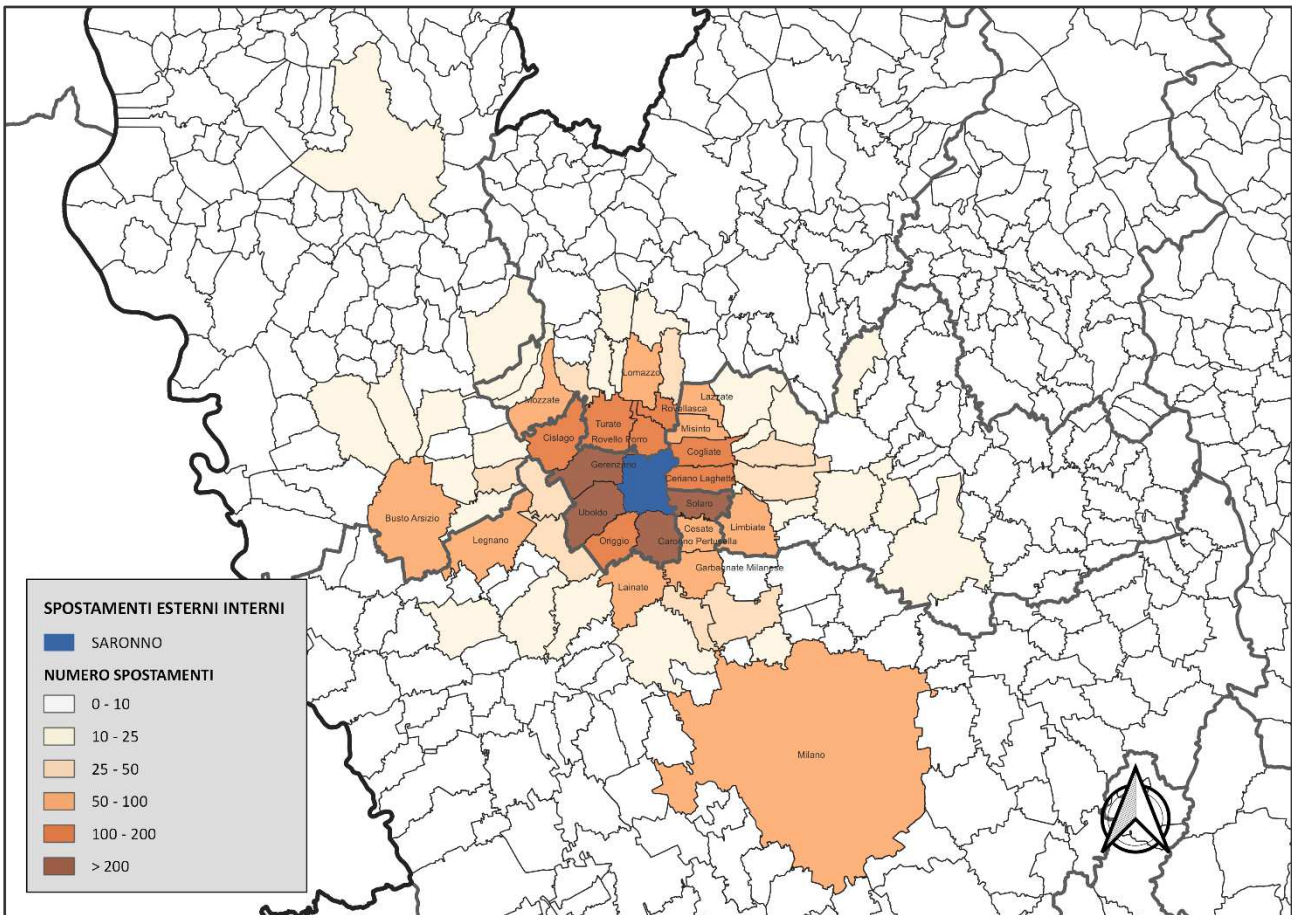 Lomazzo
Lazzate
Mozzate
Rovellasca
Turate
Misinto
Cislago
Rovello Porro
Cogliate
Gerenzano
Ceriano Laghetto
Solaro
Uboldo
Busto Arsizio
Cesate
Limbiate
Legnano
Origgio
Caronno Pertusella
Garbagnate Milanese
Lainate
SPOSTAMENTI ESTERNI INTERNI
SARONNO
NUMERO SPOSTAMENTI
0 - 10
10 - 25
25 - 50
50 - 100
100 - 200
> 200
Milano